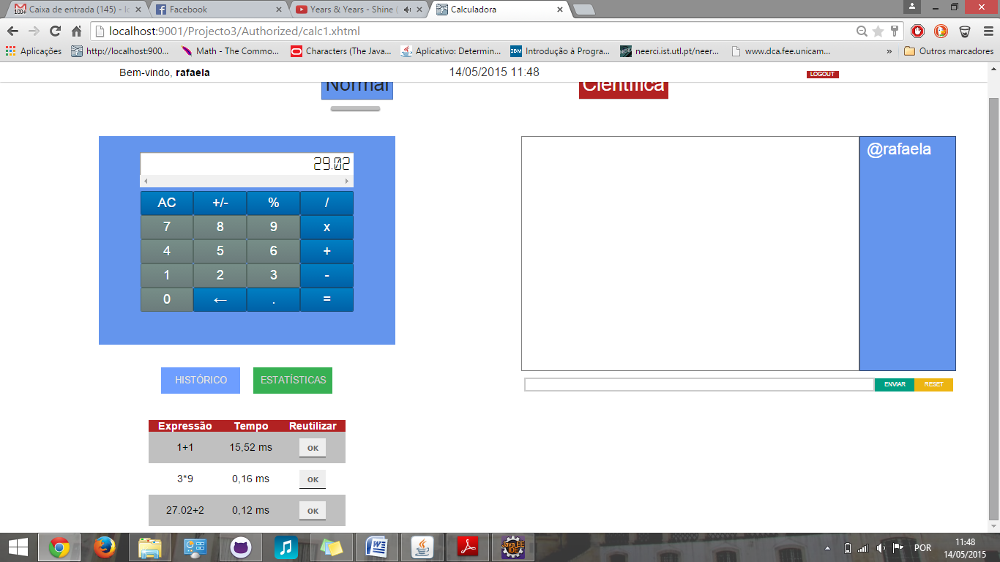 Caixa de entrada (145) - ic
Facebook
Years & Years - Shine (
Calculadora
localhost:9001/Projecto3/Authorized/calc1.xhtml
Aplicações
http://localhost:900...
Math - The Commo...
Characters (The Java...
Aplicativo: Determin...
IBM
Introdução à Progra...
neerci.ist.utl.pt/neer...
www.dca.fee.unicam...
»
Outros marcadores
Bem-vindo, rafaela
14/05/2015 11:48
LOGOUT
Normal
Científica
29.02
AC +/- % /
7 8 9 x
4 5 6 +
1 2 3 -
0 ← . =
@rafaela
HISTÓRICO
ESTATÍSTICAS
ENVIAR
RESET
Expressão Tempo Reutilizar
1+1 15,52 ms OK
3*9 0,16 ms OK
27.02+2 0,12 ms OK
Java EE
IDE
POR
11:48
14/05/2015